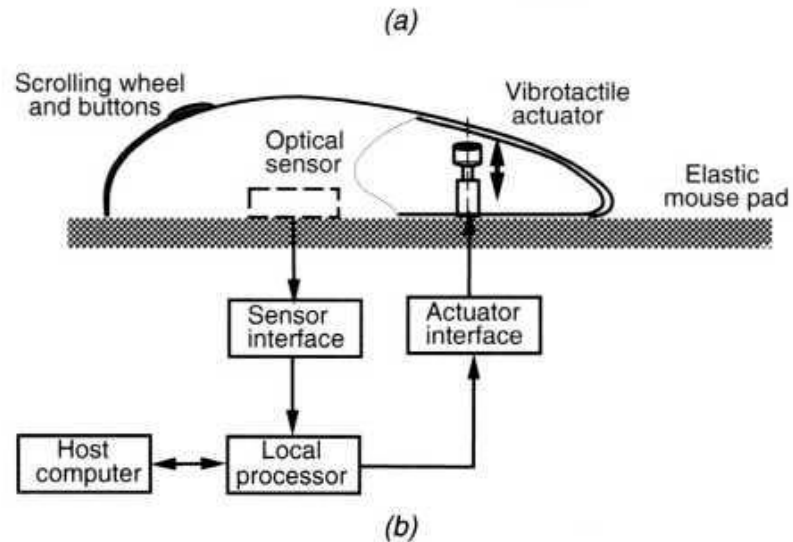 (a)
Scrolling wheel
and buttons
Vibrotactile
actuator
Optical
sensor
Elastic
mouse pad
Sensor
interface
Actuator
interface
Host
computer
Local
processor
(b)